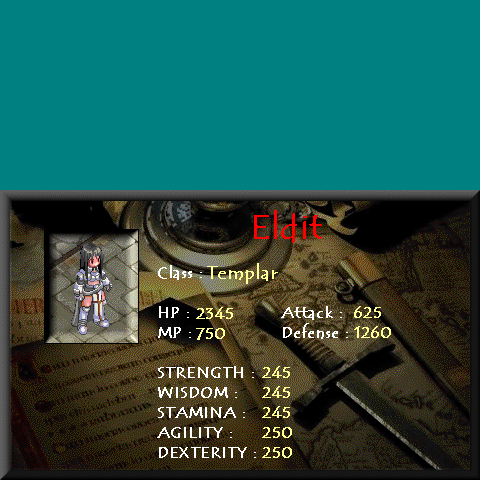 Eldit
Class : Templar
HP : 2345 Attack : 625
MP : 750 Defense : 1260
STRENGTH : 245
WISDOM : 245
STAMINA : 245
AGILITY : 250
DEXTERITY : 250